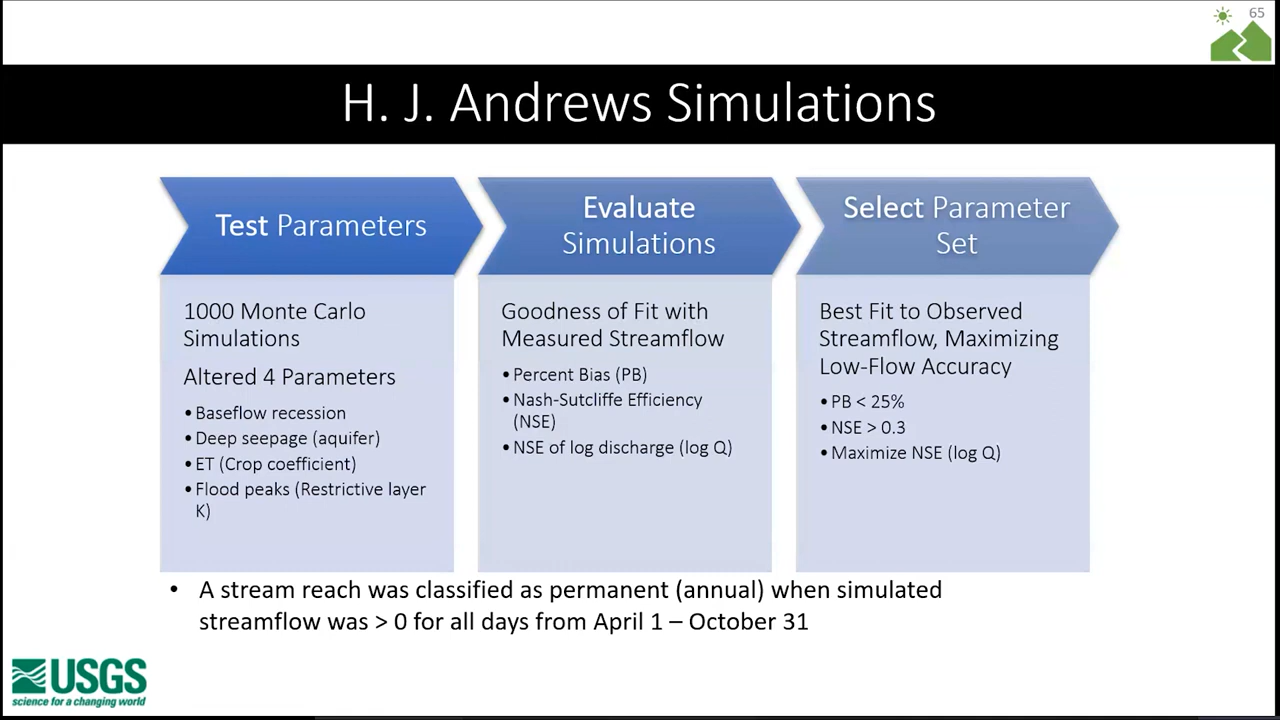 65
H. J. Andrews Simulations
Test Parameters
1000 Monte Carlo
Simulations
Altered 4 Parameters
• Baseflow recession
• Deep seepage (aquifer)
• ET (Crop coefficient)
• Flood peaks (Restrictive layer
K)
Evaluate
Simulations
Goodness of Fit with
Measured Streamflow
• Percent Bias (PB)
• Nash-Sutcliffe Efficiency
(NSE)
• NSE of log discharge (log Q)
Select Parameter
Set
Best Fit to Observed
Streamflow, Maximizing
Low-Flow Accuracy
• PB < 25%
• NSE > 0.3
• Maximize NSE (log Q)
• A stream reach was classified as permanent (annual) when simulated
streamflow was > 0 for all days from April 1 – October 31
USGS
science for a changing world